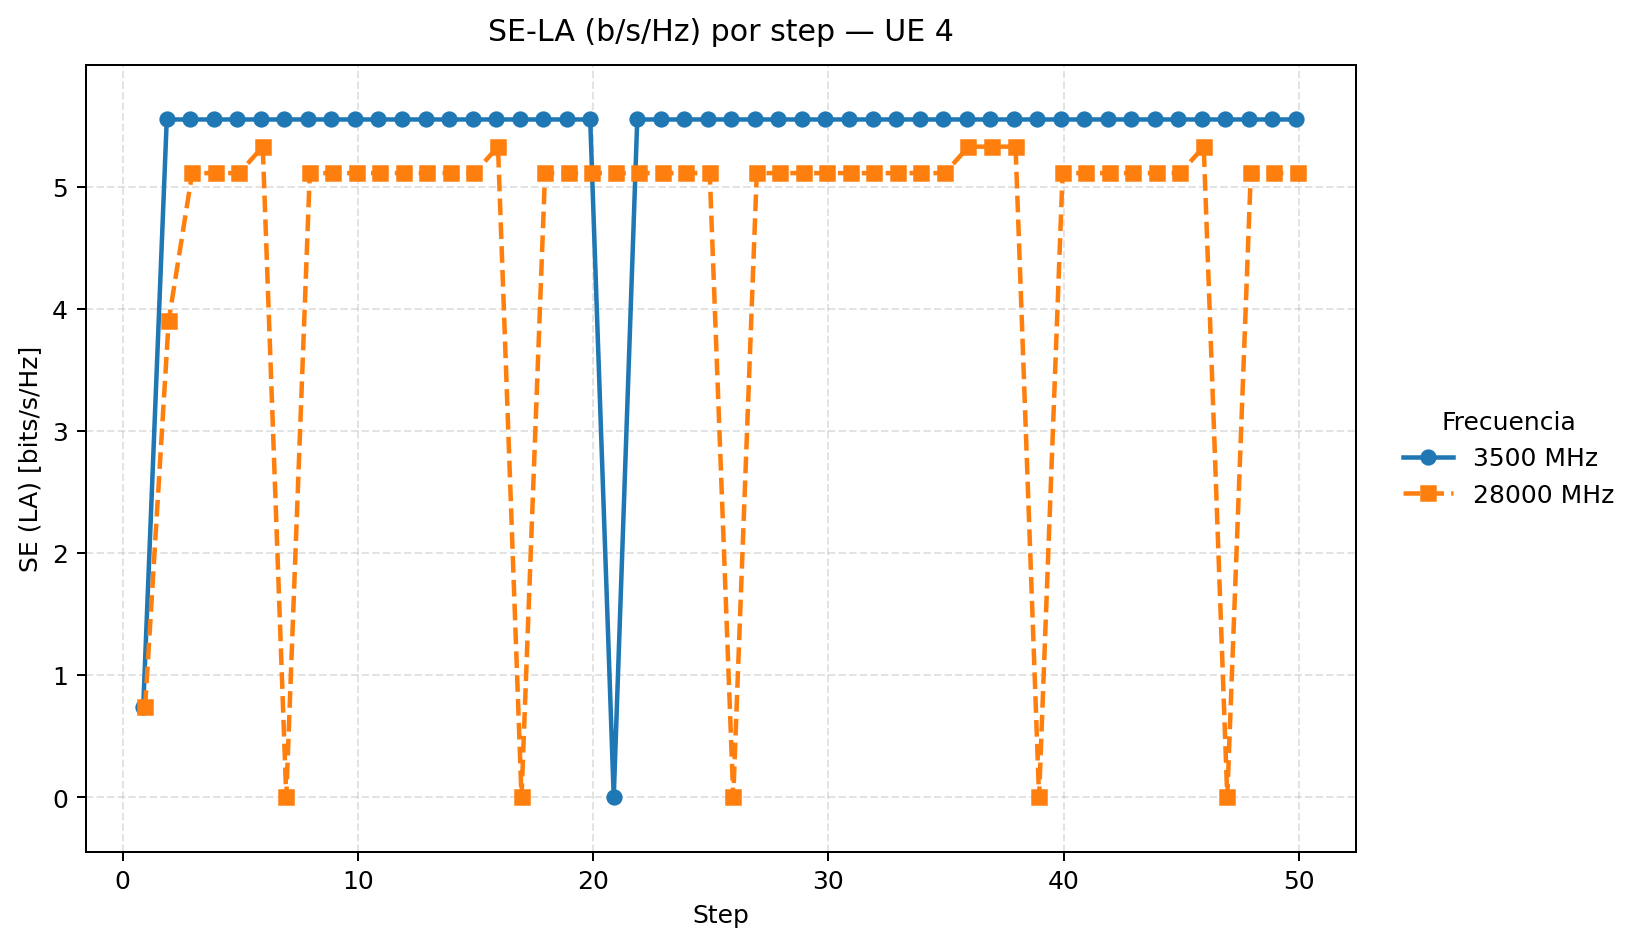 SE-LA (b/s/Hz) por step — UE 4
SE (LA) [bits/s/Hz]
5
4
3
2
1
0
0 10 20 30 40 50
Step
Frecuencia
3500 MHz
28000 MHz